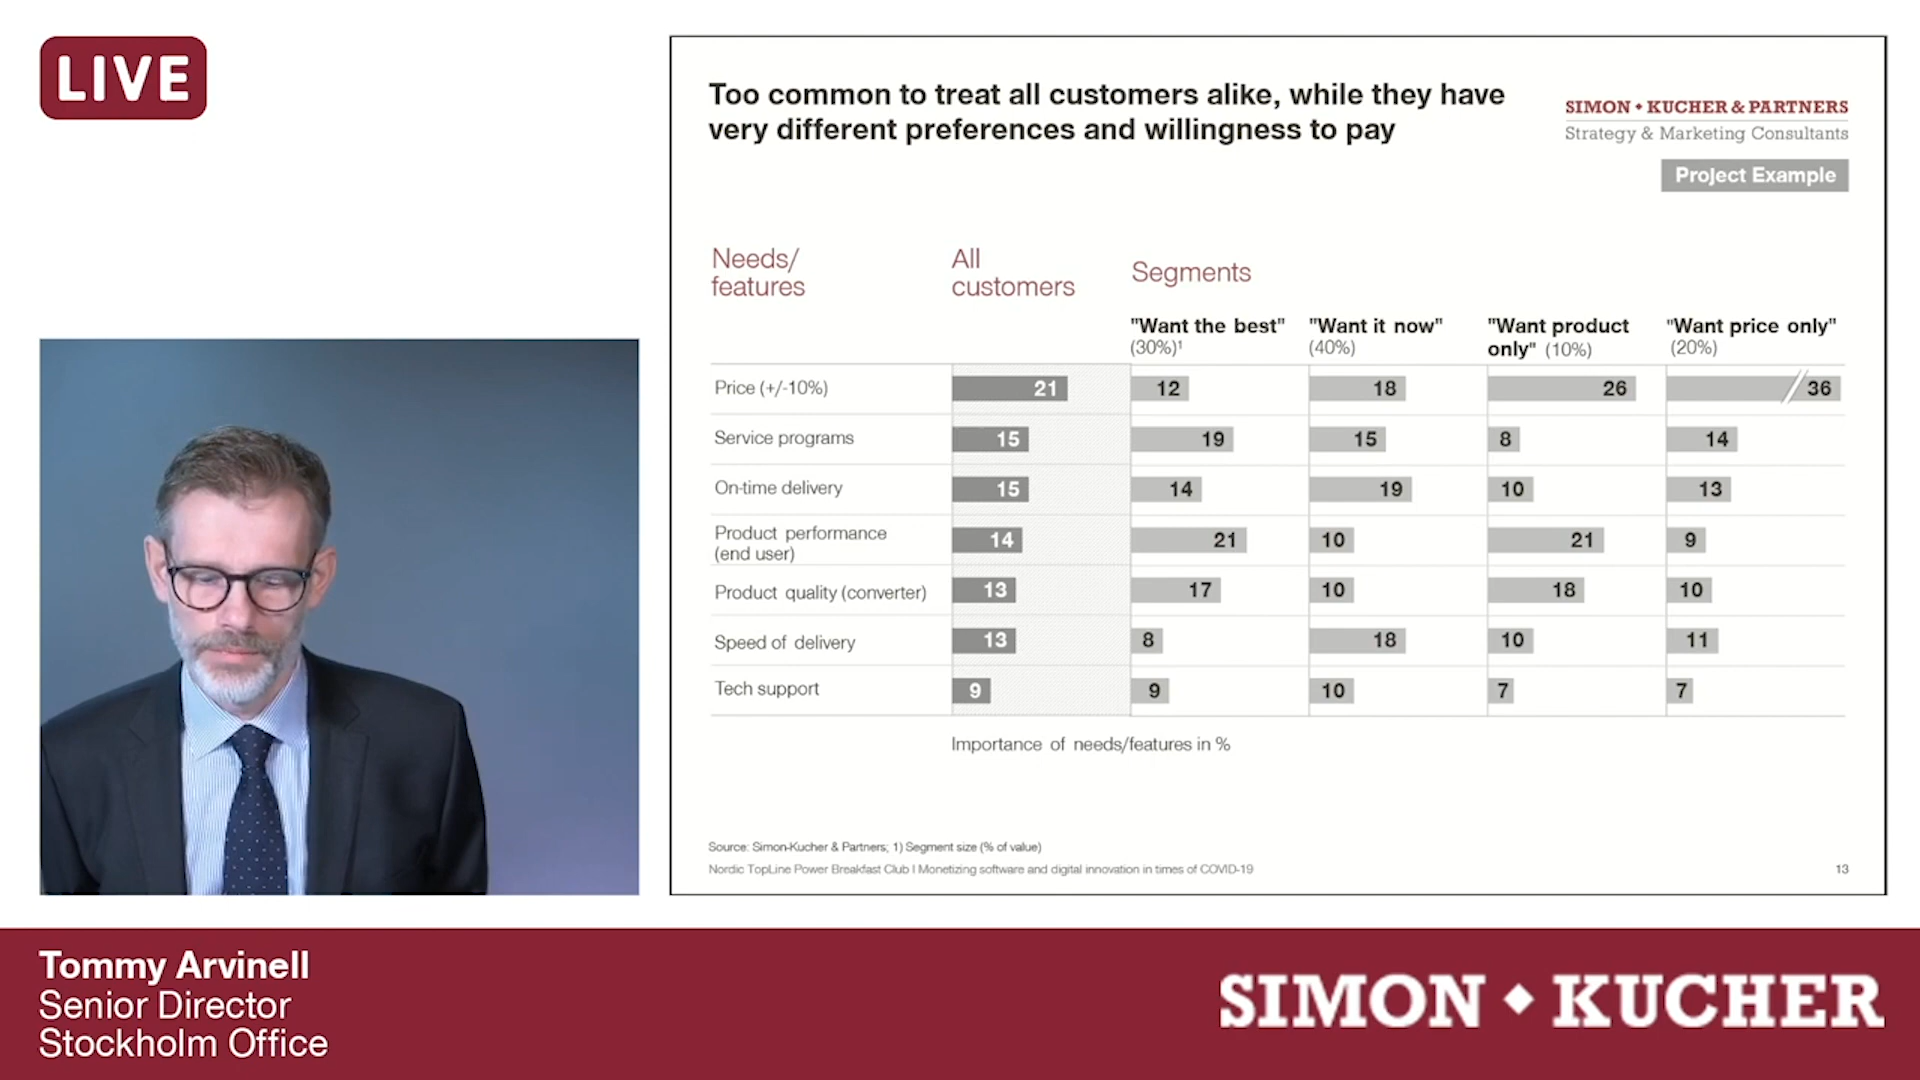 LIVE
Too common to treat all customers alike, while they have
very different preferences and willingness to pay
SIMON • KUCHER & PARTNERS
Strategy & Marketing Consultants
Project Example
Needs/
features
All
customers
Segments
"Want the best"
(30%)¹
"Want it now"
(40%)
"Want product
only" (10%)
"Want price only"
(20%)
Price (+/-10%) 21 12 18 26 36
Service programs 15 19 15 8 14
On-time delivery 15 14 19 10 13
Product performance
(end user) 14 21 10 21 9
Product quality (converter) 13 17 10 18 10
Speed of delivery 13 8 18 10 11
Tech support 9 9 10 7 7
Importance of needs/features in %
Source: Simon-Kucher & Partners; 1) Segment size (% of value)
Nordic TopLine Power Breakfast Club I Monetizing software and digital innovation in times of COVID-19
13
Tommy Arvinell
Senior Director
Stockholm Office
SIMON ◆ KUCHER